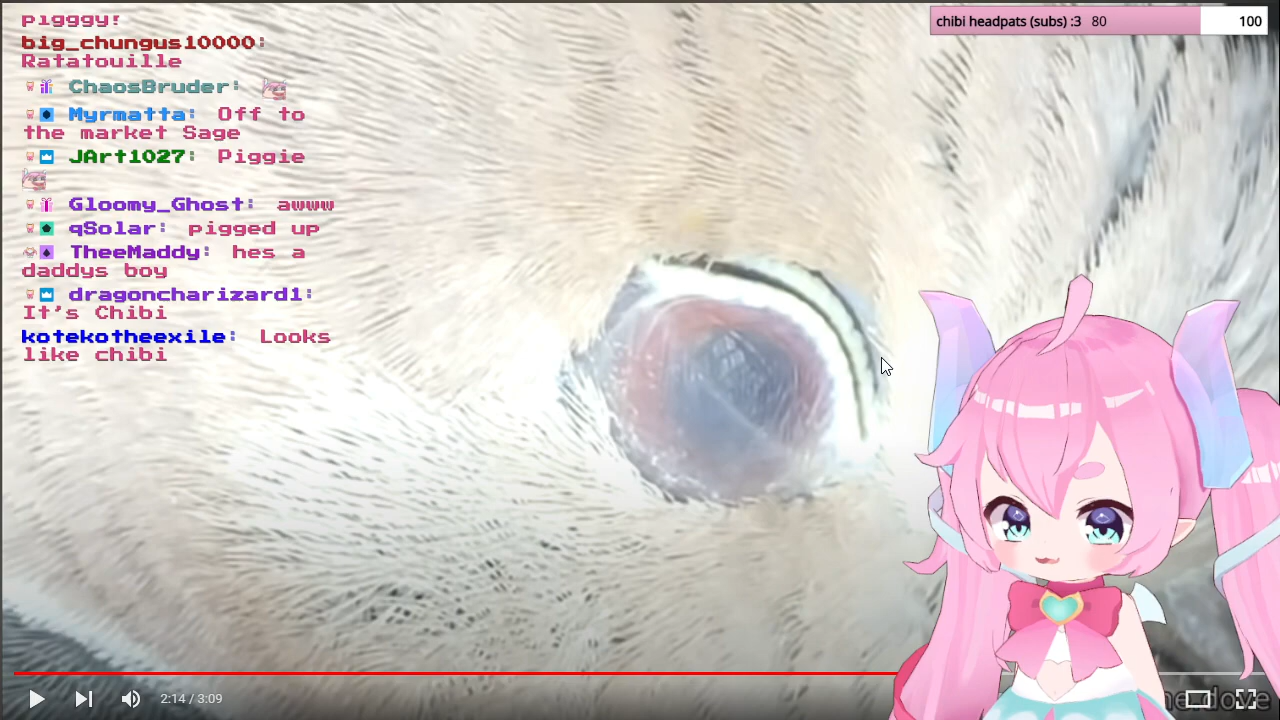 pigggy!
chibi headpats (subs) :3 80 100
big_chungus10000:
Ratatouille
ChaosBruder:
Myrmatta: Off to
the market Sage
JArt1027: Piggie
Gloomy_Ghost: awww
qSolar: pigged up
TheeMaddy: hes a
daddys boy
dragoncharizard1:
It's Chibi
kotekotheexile: Looks
like chibi
2:14 / 3:09